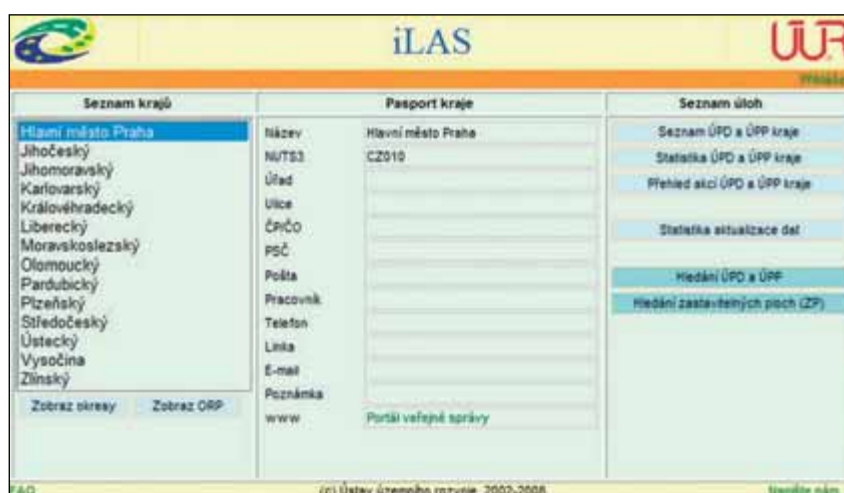 iLAS
ÚÚR
Seznam krajů
Pasport kraje
Seznam úloh
Hlavní město Praha
Jihočeský
Jihomoravský
Karlovarský
Královéhradecký
Liberecký
Moravskoslezský
Olomoucký
Pardubický
Plzeňský
Středočeský
Ústecký
Vysočina
Zlínský
Zobraz okresy
Zobraz ORP
Název Hlavní město Praha
NUTS3 CZ010
Úřad
Ulice
ČP/ČO
PSČ
Pošta
Pracovník
Telefon
Linka
E-mail
Poznámka
www Portál veřejné správy
Seznam ÚPD a ÚPP kraje
Statistika ÚPD a ÚPP kraje
Přehled akcí ÚPD a ÚPP kraje
Statistika aktualizace dat
Hledání ÚPD a ÚPP
Hledání zastavitelných ploch (ZP)
FAQ
(c) Ústav územního rozvoje, 2002-2008
Napište nám